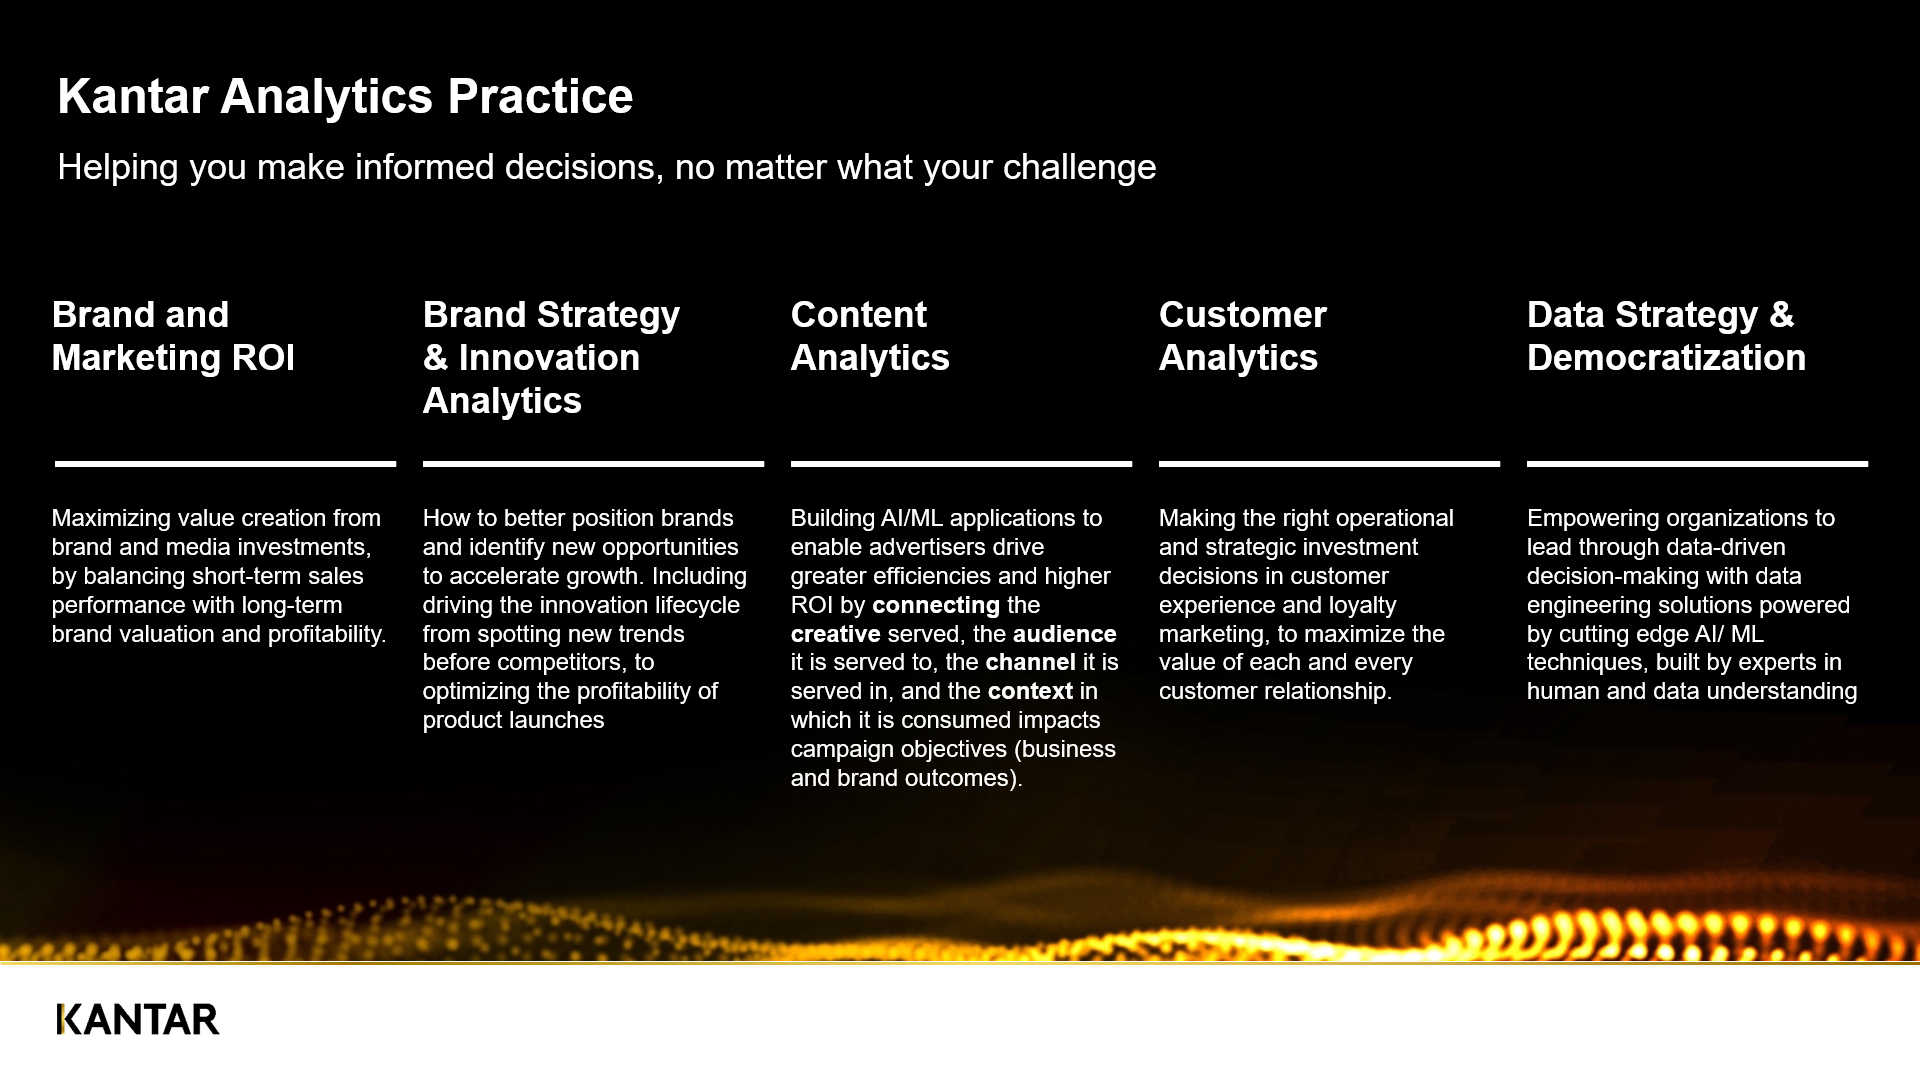 Kantar Analytics Practice
Helping you make informed decisions, no matter what your challenge
Brand and
Marketing ROI
Maximizing value creation from
brand and media investments,
by balancing short-term sales
performance with long-term
brand valuation and profitability.
Brand Strategy
& Innovation
Analytics
How to better position brands
and identify new opportunities
to accelerate growth. Including
driving the innovation lifecycle
from spotting new trends
before competitors, to
optimizing the profitability of
product launches
Content
Analytics
Building AI/ML applications to
enable advertisers drive
greater efficiencies and higher
ROI by connecting the
creative served, the audience
it is served to, the channel it is
served in, and the context in
which it is consumed impacts
campaign objectives (business
and brand outcomes).
Customer
Analytics
Making the right operational
and strategic investment
decisions in customer
experience and loyalty
marketing, to maximize the
value of each and every
customer relationship.
Data Strategy &
Democratization
Empowering organizations to
lead through data-driven
decision-making with data
engineering solutions powered
by cutting edge AI/ ML
techniques, built by experts in
human and data understanding
KANTAR